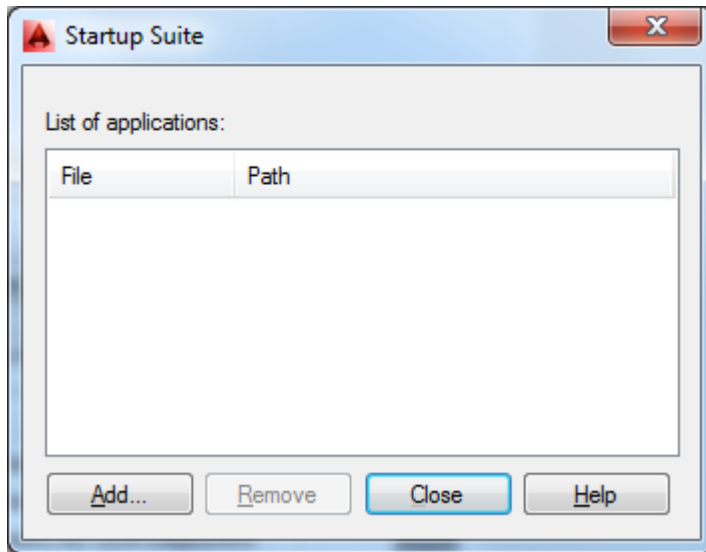 Startup Suite
List of applications:
File Path
Add... Remove Close Help